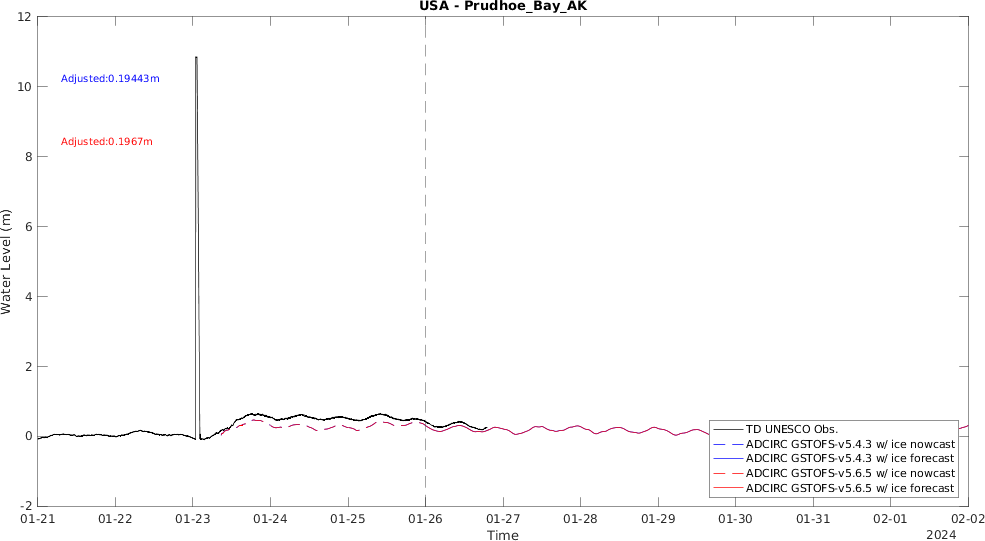 USA - Prudhoe_Bay_AK
12
10
8
6
4
2
0
-2
Water Level (m)
Adjusted:0.19443m
Adjusted:0.1967m
TD UNESCO Obs.
ADCIRC GSTOFS-v5.4.3 w/ ice nowcast
ADCIRC GSTOFS-v5.4.3 w/ ice forecast
ADCIRC GSTOFS-v5.6.5 w/ ice nowcast
ADCIRC GSTOFS-v5.6.5 w/ ice forecast
01-21 01-22 01-23 01-24 01-25 01-26 01-27 01-28 01-29 01-30 01-31 02-01 02-02
Time
2024